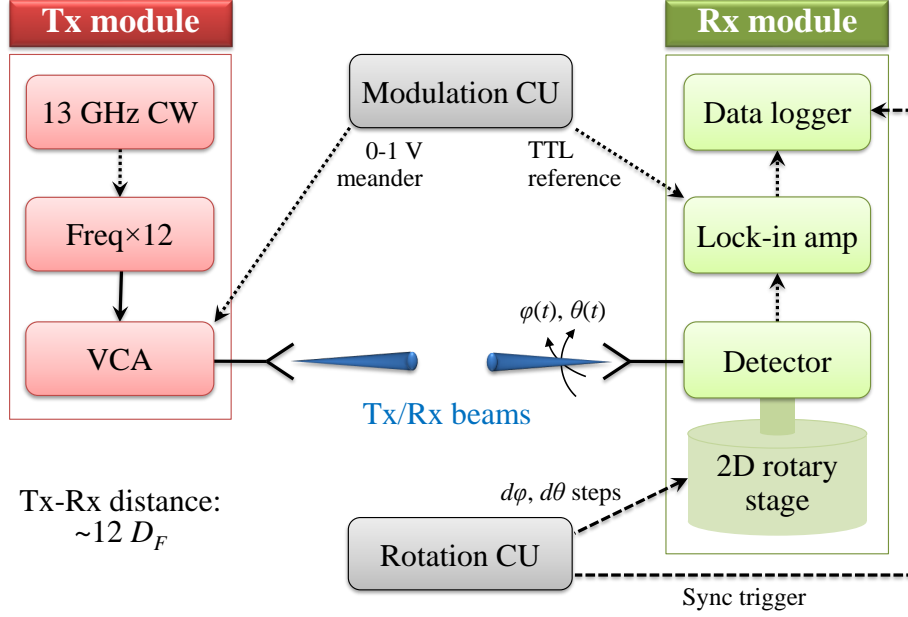 Tx module
Rx module
13 GHz CW
Modulation CU
Data logger
0-1 V
meander
TTL
reference
Freq×12
Lock-in amp
φ(t), θ(t)
VCA
Detector
Tx/Rx beams
2D rotary
stage
Tx-Rx distance:
~12 D_F
dφ, dθ steps
Rotation CU
Sync trigger